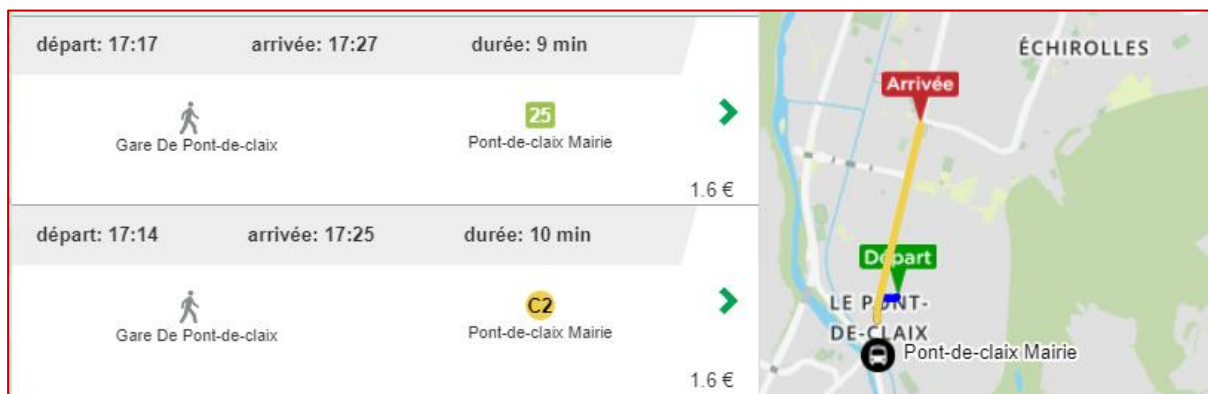 départ: 17:17 arrivée: 17:27 durée: 9 min
25
Gare De Pont-de-claix Pont-de-claix Mairie
1.6 €
départ: 17:14 arrivée: 17:25 durée: 10 min
C2
Gare De Pont-de-claix Pont-de-claix Mairie
1.6 €
ÉCHIROLLES
Arrivée
Départ
LE PONT-
DE-CLAIX
Pont-de-claix Mairie